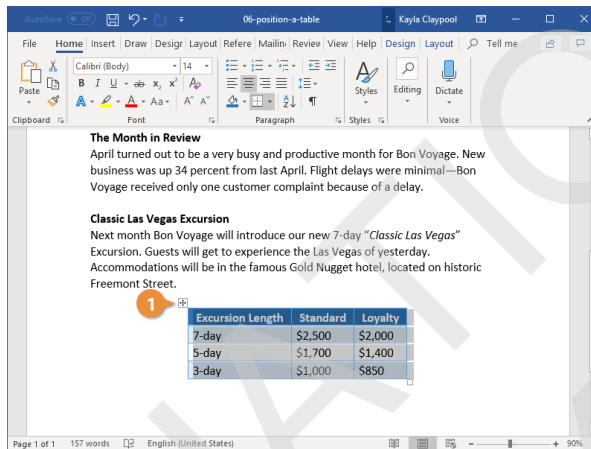 AutoSave Off 06-position-a-table Kayla Claypool
File Home Insert Draw Desigr Layout Refere Mailin Review View Help Design Layout Tell me
Calibri (Body) 14
Paste
B I U ab x₂ x² A
A A Aa A A
Styles Editing Dictate
Clipboard Font Paragraph Styles Voice
The Month in Review
April turned out to be a very busy and productive month for Bon Voyage. New
business was up 34 percent from last April. Flight delays were minimal—Bon
Voyage received only one customer complaint because of a delay.
Classic Las Vegas Excursion
Next month Bon Voyage will introduce our new 7-day "Classic Las Vegas"
Excursion. Guests will get to experience the Las Vegas of yesterday.
Accommodations will be in the famous Gold Nugget hotel, located on historic
Freemont Street.
1
Excursion Length Standard Loyalty
7-day $2,500 $2,000
5-day $1,700 $1,400
3-day $1,000 $850
Page 1 of 1 157 words English (United States) 90%